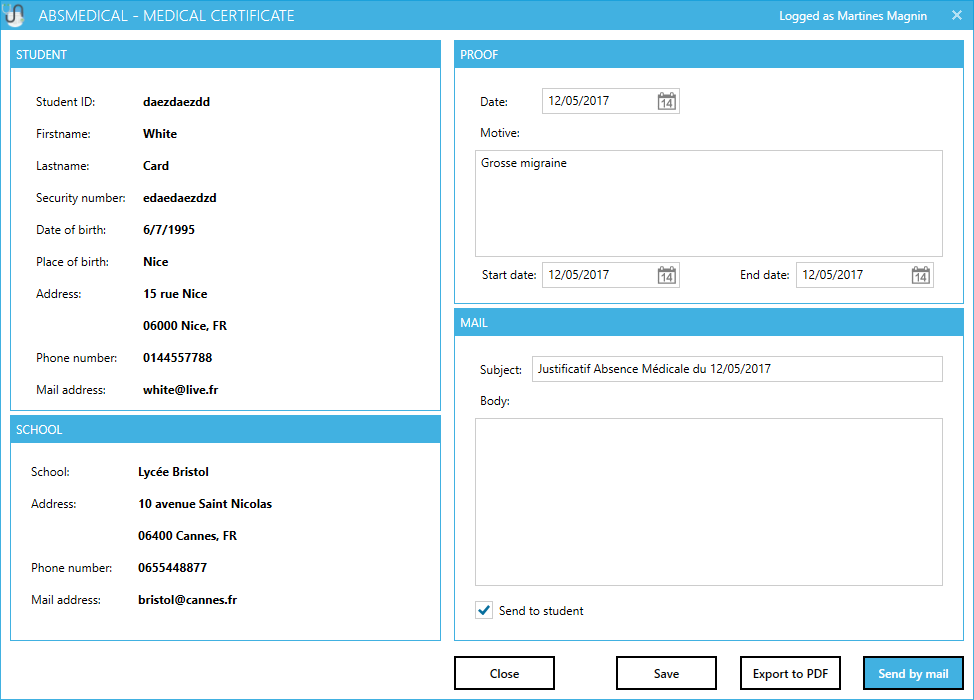 ABSMEDICAL - MEDICAL CERTIFICATE
Logged as Martines Magnin
STUDENT
Student ID: daezdaezdd
Firstname: White
Lastname: Card
Security number: edaedaezdzd
Date of birth: 6/7/1995
Place of birth: Nice
Address: 15 rue Nice
06000 Nice, FR
Phone number: 0144557788
Mail address: white@live.fr
SCHOOL
School: Lycée Bristol
Address: 10 avenue Saint Nicolas
06400 Cannes, FR
Phone number: 0655448877
Mail address: bristol@cannes.fr
PROOF
Date: 12/05/2017 14
Motive:
Grosse migraine
Start date: 12/05/2017 14 End date: 12/05/2017 14
MAIL
Subject: Justificatif Absence Médicale du 12/05/2017
Body:
Send to student
Close Save Export to PDF Send by mail